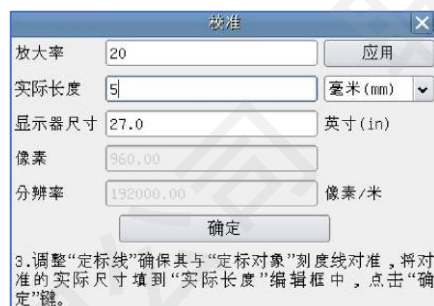 校准
放大率 20 应用
实际长度 5 毫米(mm)
显示器尺寸 27.0 英寸(in)
像素 960.00
分辨率 192000.00 像素/米
确定
3.调整“定标线”确保其与“定标对象”刻度线对准，将对
准的实际尺寸填到“实际长度”编辑框中，点击“确
定”键。